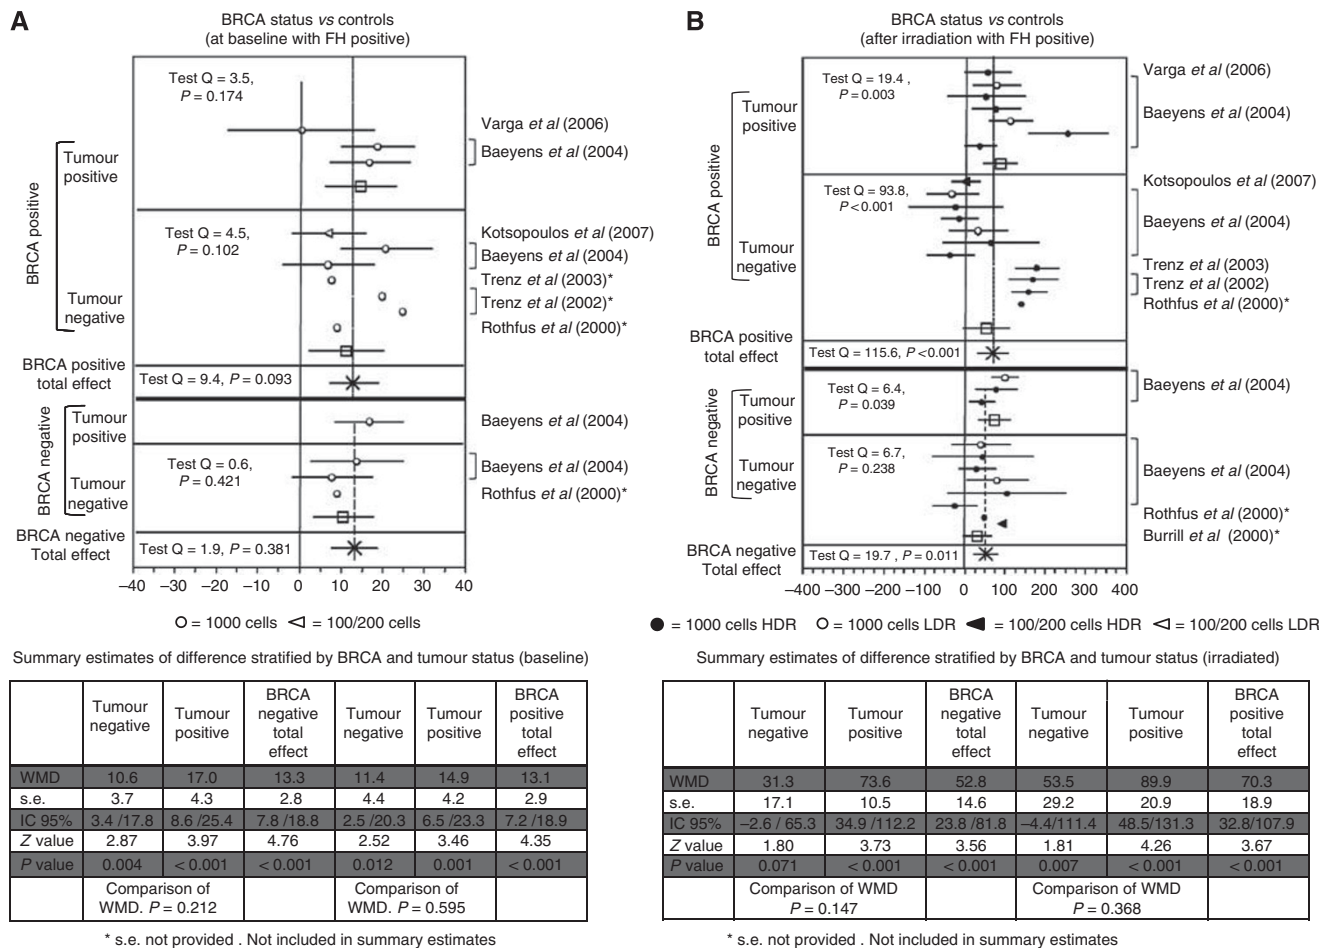 A
BRCA status vs controls
(at baseline with FH positive)
Test Q = 3.5,
P = 0.174
Varga et al (2006)
Baeyens et al (2004)
BRCA positive
Tumour
positive
Test Q = 4.5,
P = 0.102
Kotsopoulos et al (2007)
Baeyens et al (2004)
Trenz et al (2003)*
Trenz et al (2002)*
Rothfus et al (2000)*
Tumour
negative
BRCA positive
total effect
Test Q = 9.4, P = 0.093
BRCA negative
Tumour
positive
Baeyens et al (2004)
Test Q = 0.6,
P = 0.421
Baeyens et al (2004)
Tumour
negative
Rothfus et al (2000)*
BRCA negative
Total effect
Test Q = 1.9, P = 0.381
–40 –30 –20 –10 0 10 20 30 40
= 1000 cells = 100/200 cells
Summary estimates of difference stratified by BRCA and tumour status (baseline)
Tumour negative Tumour positive BRCA negative total effect Tumour negative Tumour positive BRCA positive total effect
WMD 10.6 17.0 13.3 11.4 14.9 13.1
s.e. 3.7 4.3 2.8 4.4 4.2 2.9
IC 95% 3.4 /17.8 8.6 /25.4 7.8 /18.8 2.5 /20.3 6.5 /23.3 7.2 /18.9
Z value 2.87 3.97 4.76 2.52 3.46 4.35
P value 0.004 < 0.001 < 0.001 0.012 0.001 < 0.001
Comparison of WMD. P = 0.212 Comparison of WMD. P = 0.595
* s.e. not provided . Not included in summary estimates
B
BRCA status vs controls
(after irradiation with FH positive)
Test Q = 19.4 ,
P = 0.003
Varga et al (2006)
Baeyens et al (2004)
BRCA positive
Tumour
positive
Test Q = 93.8,
P <0.001
Kotsopoulos et al (2007)
Baeyens et al (2004)
Tumour
negative
Trenz et al (2003)
Trenz et al (2002)
Rothfus et al (2000)*
BRCA positive
total effect
Test Q = 115.6, P <0.001
BRCA negative
Tumour
positive
Test Q = 6.4,
P = 0.039
Baeyens et al (2004)
Tumour
negative
Test Q = 6.7,
P = 0.238
Baeyens et al (2004)
Rothfus et al (2000)*
Burrill et al (2000)*
BRCA negative
Total effect
Test Q = 19.7 , P = 0.011
–400 –300 –200 –100 0 100 200 300 400
= 1000 cells HDR = 1000 cells LDR = 100/200 cells HDR = 100/200 cells LDR
Summary estimates of difference stratified by BRCA and tumour status (irradiated)
Tumour negative Tumour positive BRCA negative total effect Tumour negative Tumour positive BRCA positive total effect
WMD 31.3 73.6 52.8 53.5 89.9 70.3
s.e. 17.1 10.5 14.6 29.2 20.9 18.9
IC 95% –2.6 / 65.3 34.9 /112.2 23.8 /81.8 –4.4/111.4 48.5/131.3 32.8/107.9
Z value 1.80 3.73 3.56 1.81 4.26 3.67
P value 0.071 < 0.001 < 0.001 0.007 < 0.001 < 0.001
Comparison of WMD P = 0.147 Comparison of WMD P = 0.368
* s.e. not provided . Not included in summary estimates